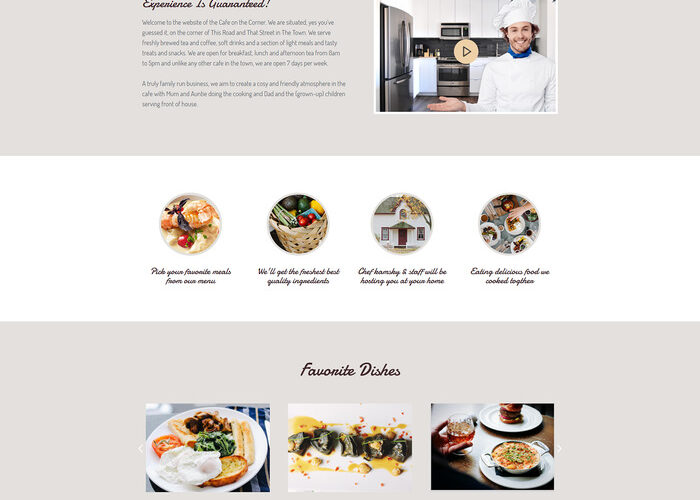 Experience Is Guaranteed!
Welcome to the website of the Cafe on the Corner. We are situated, yes you've
guessed it, on the corner of This Road and That Street in The Town. We serve
freshly brewed tea and coffee, soft drinks and a section of light meals and tasty
treats and snacks. We are open for breakfast, lunch and afternoon tea from 8am
to 5pm and unlike any other cafe in the town, we are open 7 days per week.
A truly family run business, we aim to create a cosy and friendly atmosphere in the
cafe with Mum and Auntie doing the cooking and Dad and the (grown-up) children
serving front of house.
Pick your favorite meals
from our menu
We'll get the freshest best
quality ingredients
Chef kamsky & staff will be
hosting you at your home
Eating delicious food we
cooked togther
Favorite Dishes